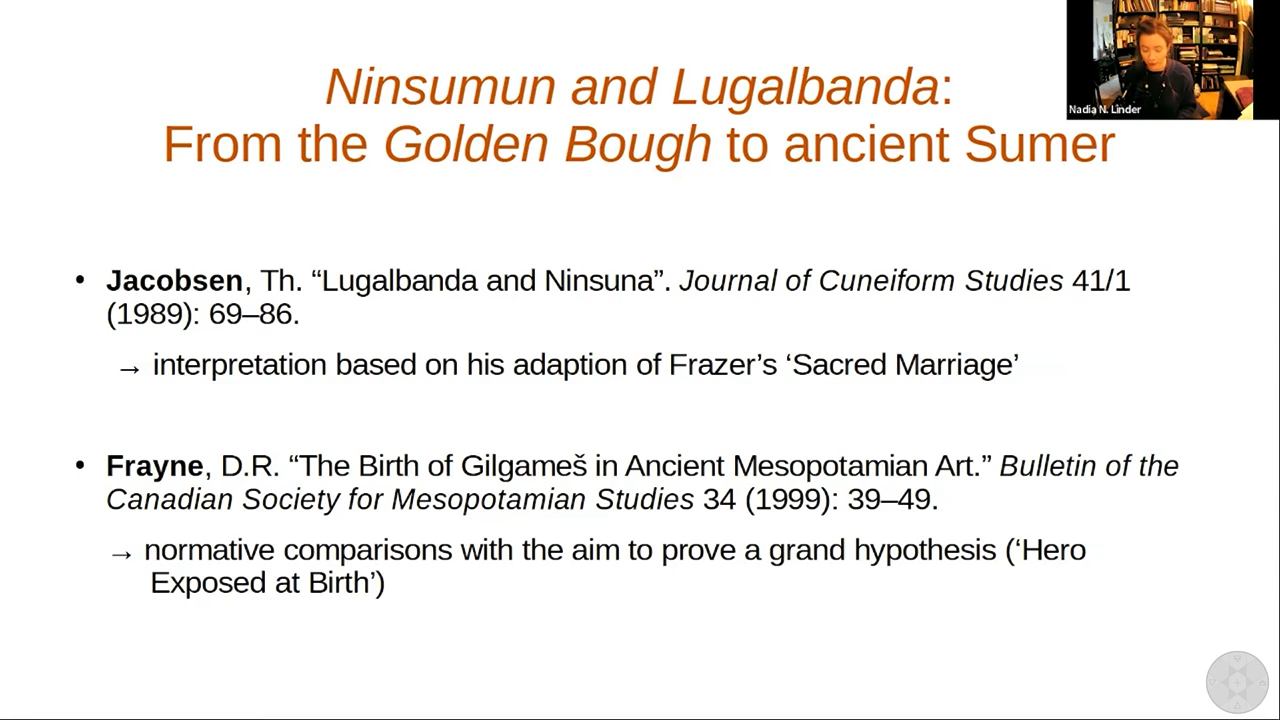 Ninsumun and Lugalbanda:
From the Golden Bough to ancient Sumer
Nadia N. Linder
• Jacobsen, Th. “Lugalbanda and Ninsuna”. Journal of Cuneiform Studies 41/1
(1989): 69–86.
→ interpretation based on his adaption of Frazer’s ‘Sacred Marriage’
• Frayne, D.R. “The Birth of Gilgameš in Ancient Mesopotamian Art.” Bulletin of the
Canadian Society for Mesopotamian Studies 34 (1999): 39–49.
→ normative comparisons with the aim to prove a grand hypothesis (‘Hero
Exposed at Birth’)